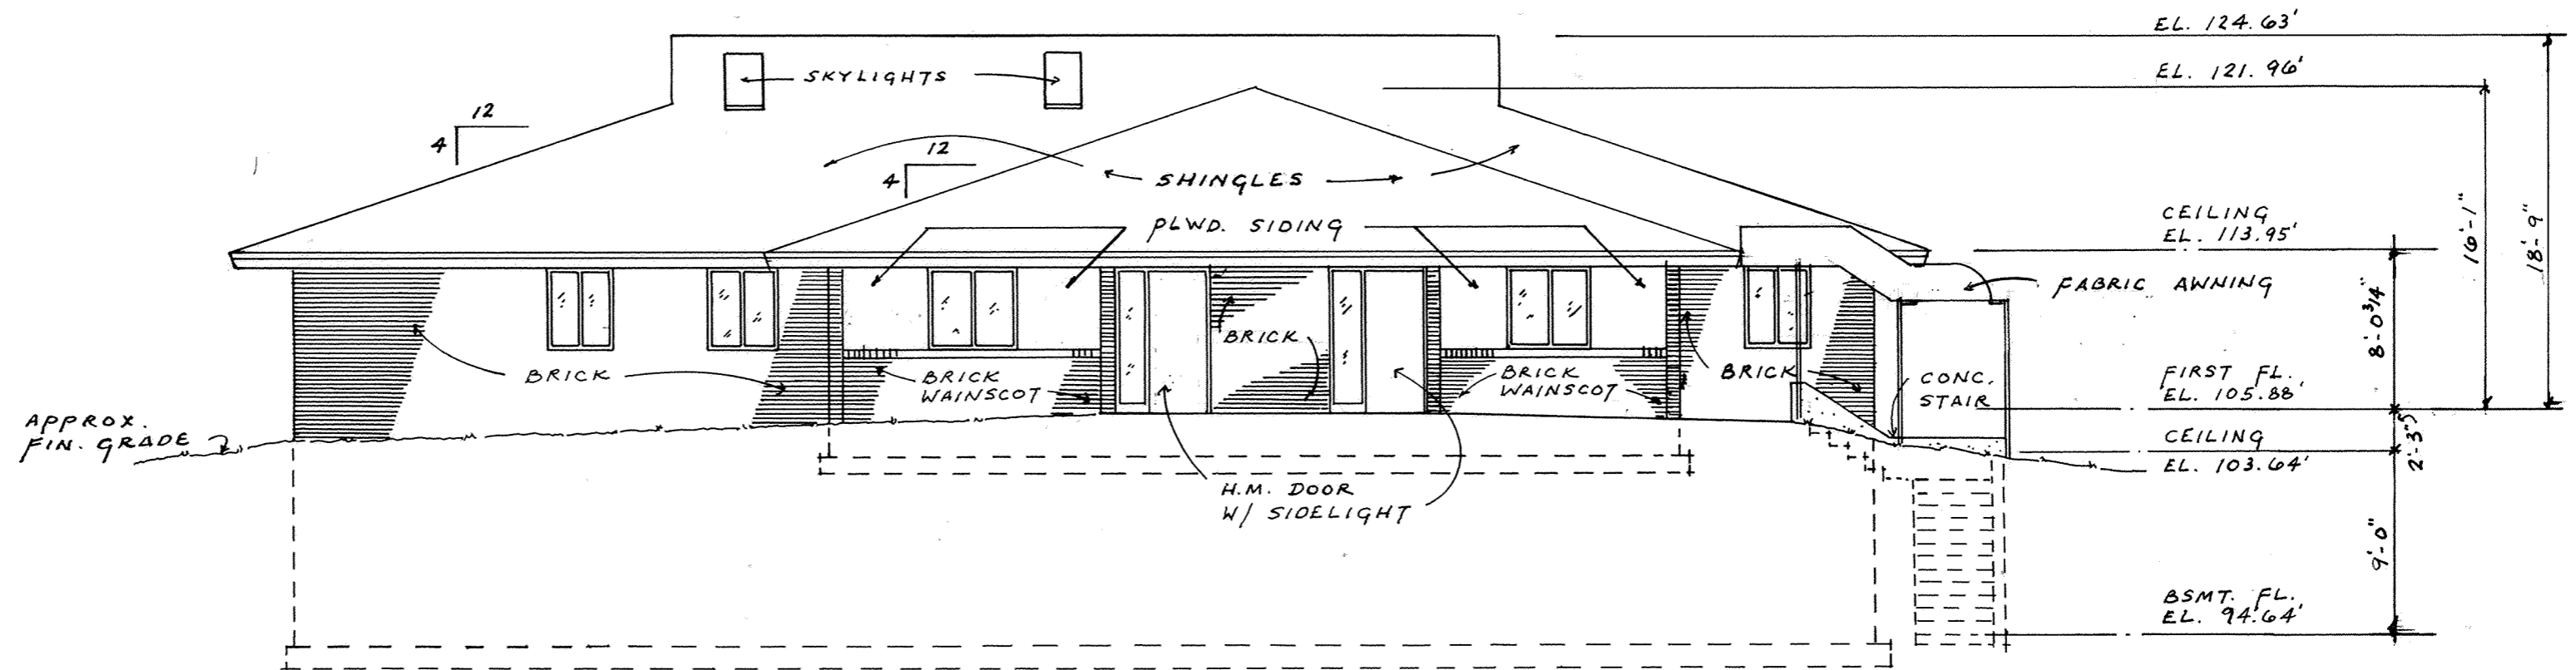 EL. 124.63'
EL. 121.96'
SKYLIGHTS
12
4
12
4
SHINGLES
PLWD. SIDING
CEILING
EL. 113.95'
16'-1"
18'-9"
FABRIC AWNING
8'-0 3/4"
BRICK
BRICK
BRICK
WAINSCOT
BRICK
WAINSCOT
BRICK
CONC.
STAIR
FIRST FL.
EL. 105.88'
APPROX.
FIN. GRADE
CEILING
EL. 103.64'
2'-3"
H.M. DOOR
W/ SIDELIGHT
9'-0"
BSMT. FL.
EL. 94.64'